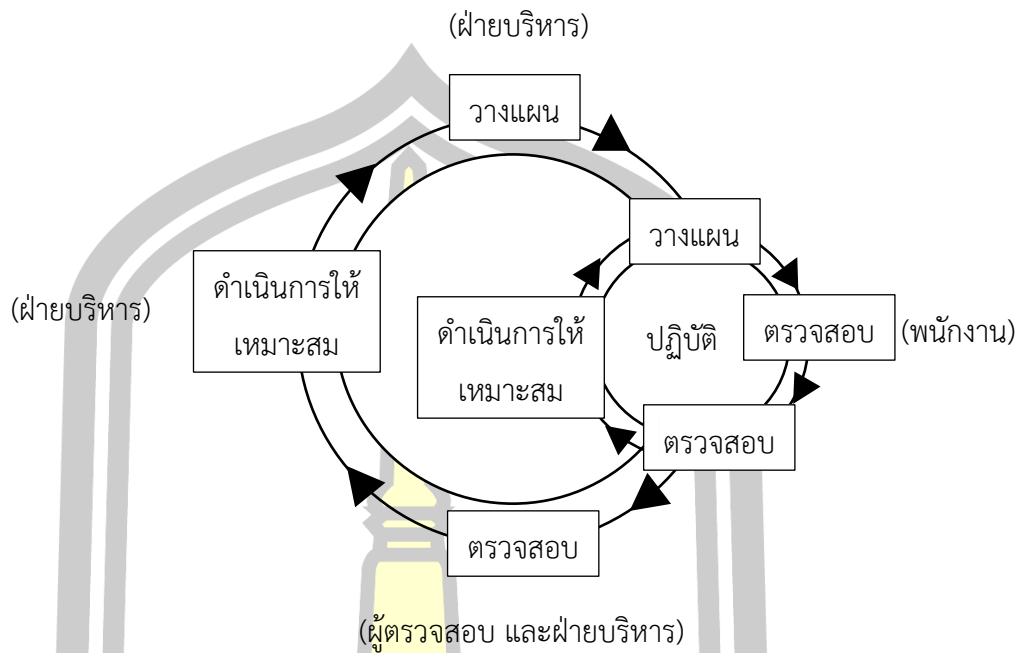 (ฝ่ายบริหาร)
วางแผน
วางแผน
ดำเนินการให้
เหมาะสม
(ฝ่ายบริหาร)
ดำเนินการให้
เหมาะสม
ปฏิบัติ
ตรวจสอบ
(พนักงาน)
ตรวจสอบ
ตรวจสอบ
(ผู้ตรวจสอบ และฝ่ายบริหาร)